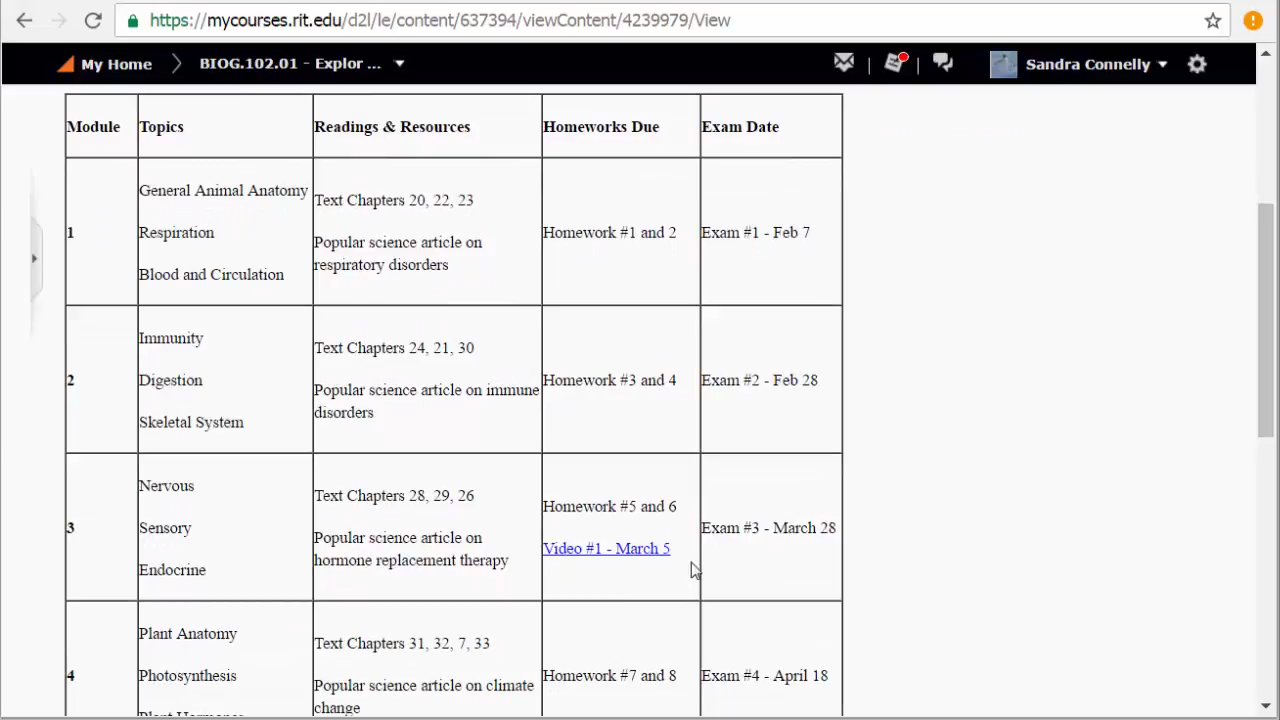 https://mycourses.rit.edu/d2l/le/content/637394/viewContent/4239979/View
My Home BIOG.102.01 - Explor ... Sandra Connelly
Module Topics Readings & Resources Homeworks Due Exam Date
1
General Animal Anatomy
Respiration
Blood and Circulation
Text Chapters 20, 22, 23
Popular science article on
respiratory disorders
Homework #1 and 2
Exam #1 - Feb 7
2
Immunity
Digestion
Skeletal System
Text Chapters 24, 21, 30
Popular science article on immune
disorders
Homework #3 and 4
Exam #2 - Feb 28
3
Nervous
Sensory
Endocrine
Text Chapters 28, 29, 26
Popular science article on
hormone replacement therapy
Homework #5 and 6
Video #1 - March 5
Exam #3 - March 28
4
Plant Anatomy
Photosynthesis
Plant Hormones
Text Chapters 31, 32, 7, 33
Popular science article on climate
change
Homework #7 and 8
Exam #4 - April 18